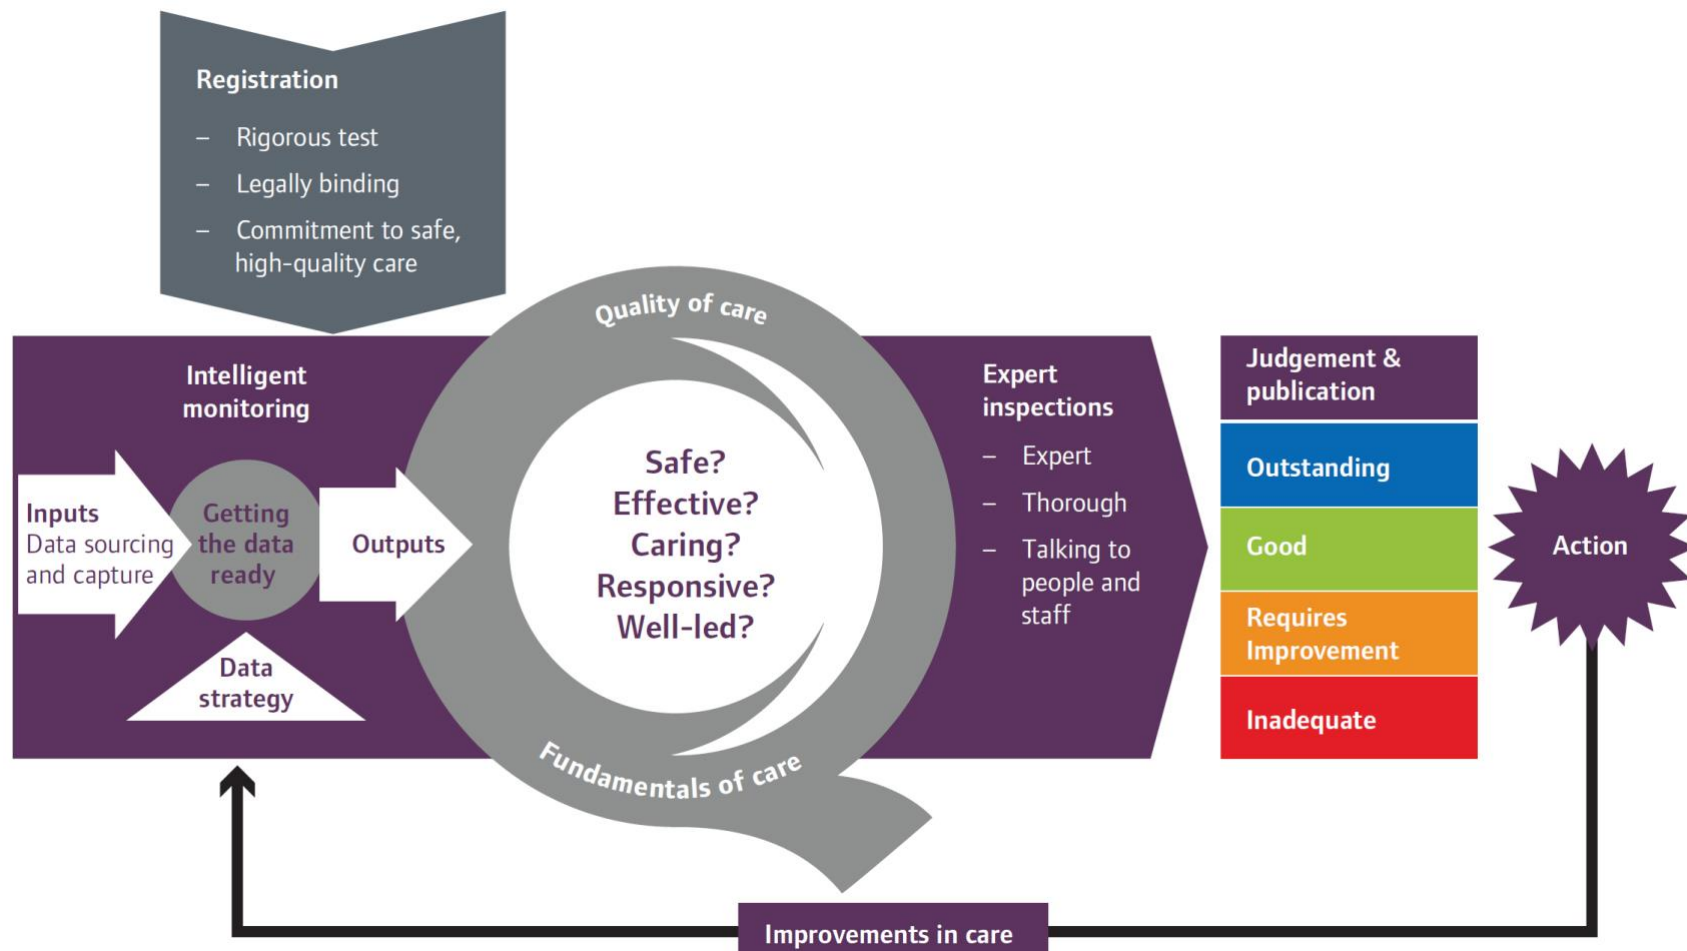 Registration
– Rigorous test
– Legally binding
– Commitment to safe,
high-quality care
Intelligent
monitoring
Inputs
Data sourcing
and capture
Getting
the data
ready
Outputs
Data
strategy
Quality of care
Safe?
Effective?
Caring?
Responsive?
Well-led?
Fundamentals of care
Expert
inspections
– Expert
– Thorough
– Talking to
people and
staff
Judgement &
publication
Outstanding
Good
Requires
Improvement
Inadequate
Action
Improvements in care